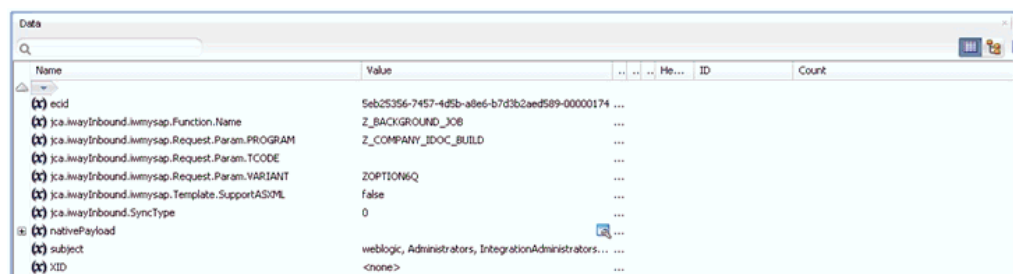 Data
Name Value .. .. .. He... ID Count
(x) ecid 5eb25356-7457-4d5b-a8e6-b7d3b2aed589-00000174 ...
(x) jca.iwayInbound.iwmysap.Function.Name Z_BACKGROUND_JOB ...
(x) jca.iwayInbound.iwmysap.Request.Param.PROGRAM Z_COMPANY_IDOC_BUILD ...
(x) jca.iwayInbound.iwmysap.Request.Param.TCODE ...
(x) jca.iwayInbound.iwmysap.Request.Param.VARIANT ZOPTION6Q ...
(x) jca.iwayInbound.iwmysap.Template.SupportASXML false ...
(x) jca.iwayInbound.SyncType 0 ...
(x) nativePayload ...
(x) subject weblogic, Administrators, IntegrationAdministrators... ...
(x) XID <none> ...